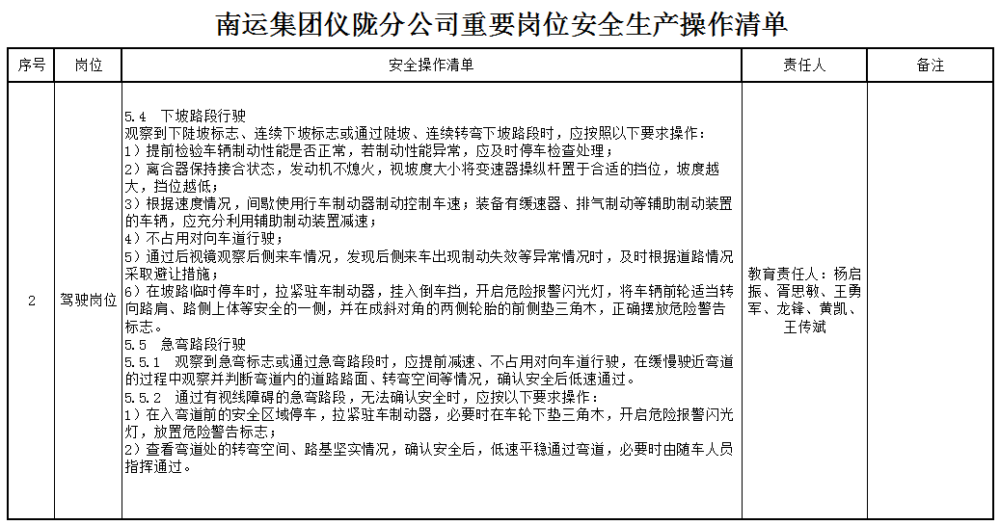 南运集团仪陇分公司重要岗位安全生产操作清单
序号 岗位 安全操作清单 责任人 备注
2 驾驶岗位
5.4 下坡路段行驶
观察到下陡坡标志、连续下坡标志或通过陡坡、连续转弯下坡路段时，应按照以下要求操作：
1）提前检验车辆制动性能是否正常，若制动性能异常，应及时停车检查处理；
2）离合器保持接合状态，发动机不熄火，视坡度大小将变速器操纵杆置于合适的挡位，坡度越
大，挡位越低；
3）根据速度情况，间歇使用行车制动器制动控制车速；装备有缓速器、排气制动等辅助制动装置
的车辆，应充分利用辅助制动装置减速；
4）不占用对向车道行驶；
5）通过后视镜观察后侧来车情况，发现后侧来车出现制动失效等异常情况时，及时根据道路情况
采取避让措施；
6）在坡路临时停车时，拉紧驻车制动器，挂入倒车挡，开启危险报警闪光灯，将车辆前轮适当转
向路肩、路侧上体等安全的一侧，并在成斜对角的两侧轮胎的前侧垫三角木，正确摆放危险警告
标志。
5.5 急弯路段行驶
5.5.1 观察到急弯标志或通过急弯路段时，应提前减速、不占用对向车道行驶，在缓慢驶近弯道
的过程中观察并判断弯道内的道路路面、转弯空间等情况，确认安全后低速通过。
5.5.2 通过有视线障碍的急弯路段，无法确认安全时，应按以下要求操作：
1）在入弯道前的安全区域停车，拉紧驻车制动器，必要时在车轮下垫三角木，开启危险报警闪光
灯，放置危险警告标志；
2）查看弯道处的转弯空间、路基坚实情况，确认安全后，低速平稳通过弯道，必要时由随车人员
指挥通过。
教育责任人：杨启
振、胥思敏、王勇
军、龙锋、黄凯、
王传斌